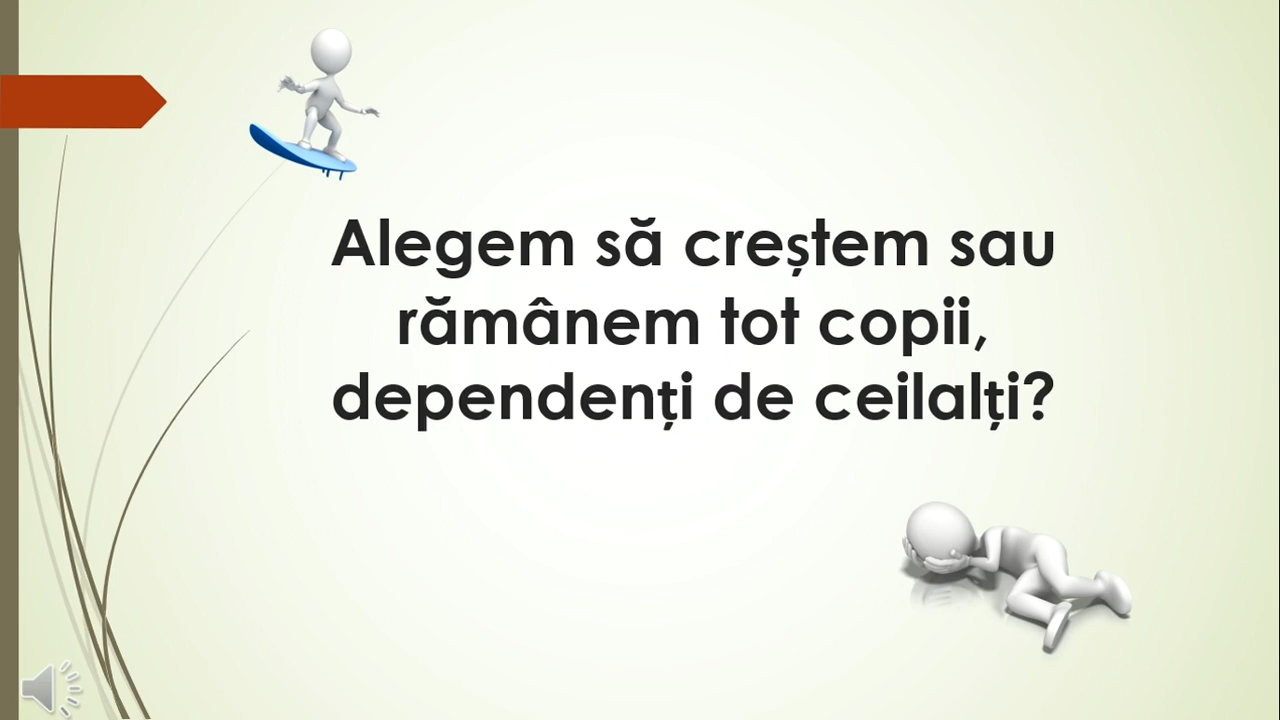 Alegem să creștem sau
rămânem tot copii,
dependenți de ceilalți?